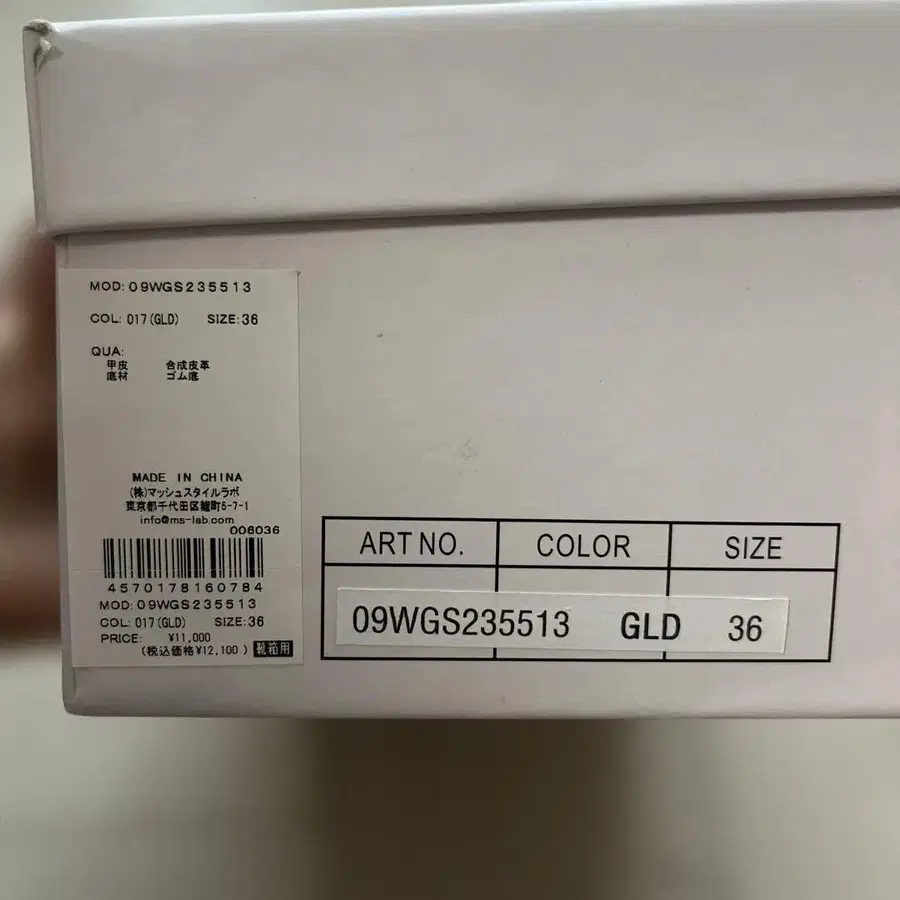 MOD: 09WGS235513
COL: 017(GLD) SIZE: 36
QUA:
甲皮 合成皮革
底材 ゴム底
MADE IN CHINA
(株)マッシュスタイルラボ
東京都千代田区麹町5-7-1
info@ms-lab.com
006036
4570178160784
MOD: 09WGS235513
COL: 017(GLD) SIZE: 36
PRICE: ¥11,000
(税込価格¥12,100 ) 靴箱用
ART NO. COLOR SIZE
09WGS235513 GLD 36